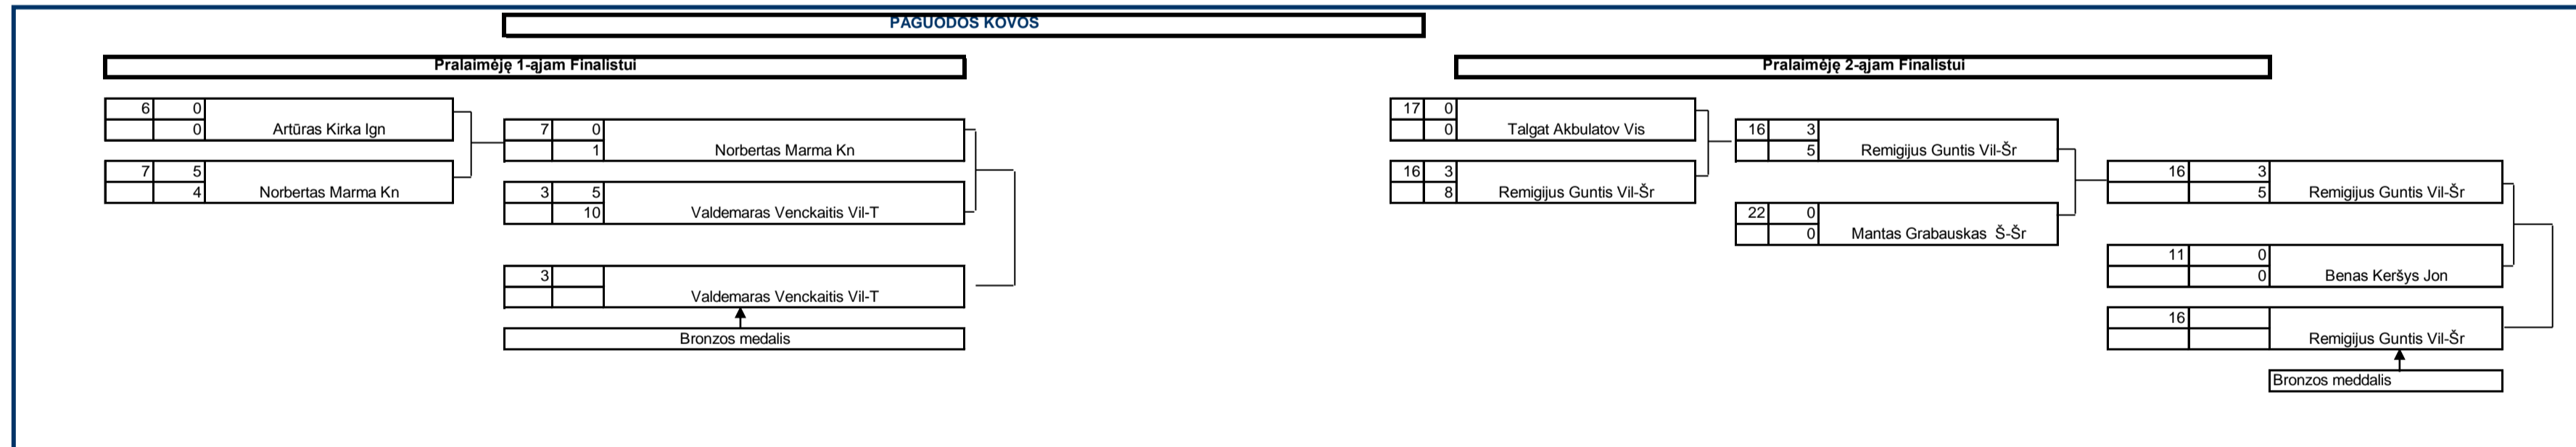 PAGUODOS KOVOS
Pralaimėję 1-ąjam Finalistui
6 0
0 Artūras Kirka Ign
7 5
4 Norbertas Marma Kn
7 0
1 Norbertas Marma Kn
3 5
10 Valdemaras Venckaitis Vil-T
3
Valdemaras Venckaitis Vil-T
Bronzos medalis
Pralaimėję 2-ąjam Finalistui
17 0
0 Talgat Akbulatov Vis
16 3
8 Remigijus Guntis Vil-Šr
16 3
5 Remigijus Guntis Vil-Šr
22 0
0 Mantas Grabauskas Š-Šr
16 3
5 Remigijus Guntis Vil-Šr
11 0
0 Benas Keršys Jon
16
Remigijus Guntis Vil-Šr
Bronzos meddalis